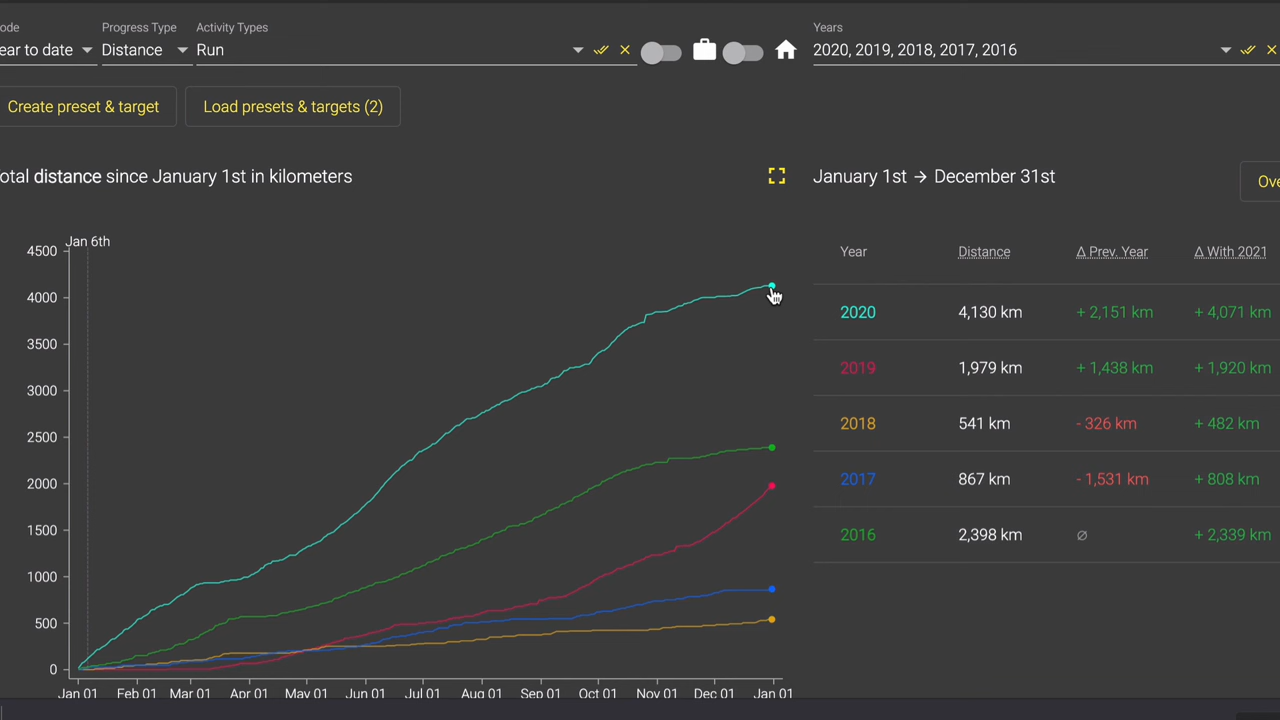 ode Progress Type Activity Types Years
ear to date Distance Run 2020, 2019, 2018, 2017, 2016
Create preset & target Load presets & targets (2)
otal distance since January 1st in kilometers
January 1st → December 31st Ove
Jan 6th
4500
4000
3500
3000
2500
2000
1500
1000
500
0
Jan 01 Feb 01 Mar 01 Apr 01 May 01 Jun 01 Jul 01 Aug 01 Sep 01 Oct 01 Nov 01 Dec 01 Jan 01
Year Distance Δ Prev. Year Δ With 2021
2020 4,130 km + 2,151 km + 4,071 km
2019 1,979 km + 1,438 km + 1,920 km
2018 541 km - 326 km + 482 km
2017 867 km - 1,531 km + 808 km
2016 2,398 km ∅ + 2,339 km